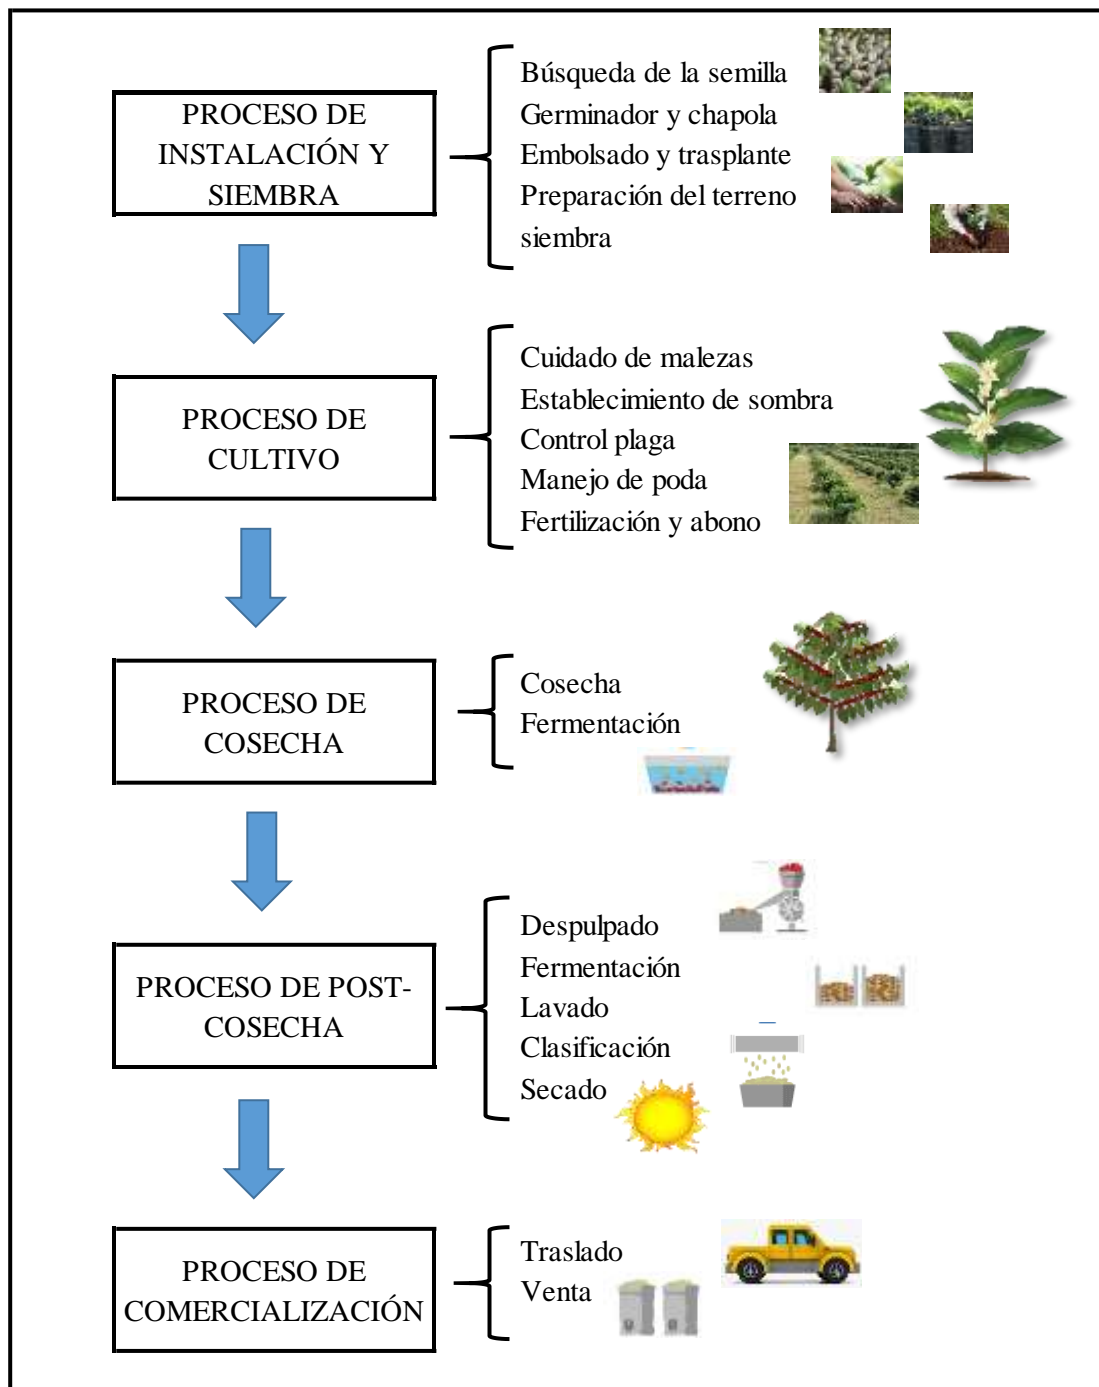 PROCESO DE
INSTALACIÓN Y
SIEMBRA
Búsqueda de la semilla
Germinador y chapola
Embolsado y trasplante
Preparación del terreno
siembra
PROCESO DE
CULTIVO
Cuidado de malezas
Establecimiento de sombra
Control plaga
Manejo de poda
Fertilización y abono
PROCESO DE
COSECHA
Cosecha
Fermentación
PROCESO DE POST-
COSECHA
Despulpado
Fermentación
Lavado
Clasificación
Secado
PROCESO DE
COMERCIALIZACIÓN
Traslado
Venta